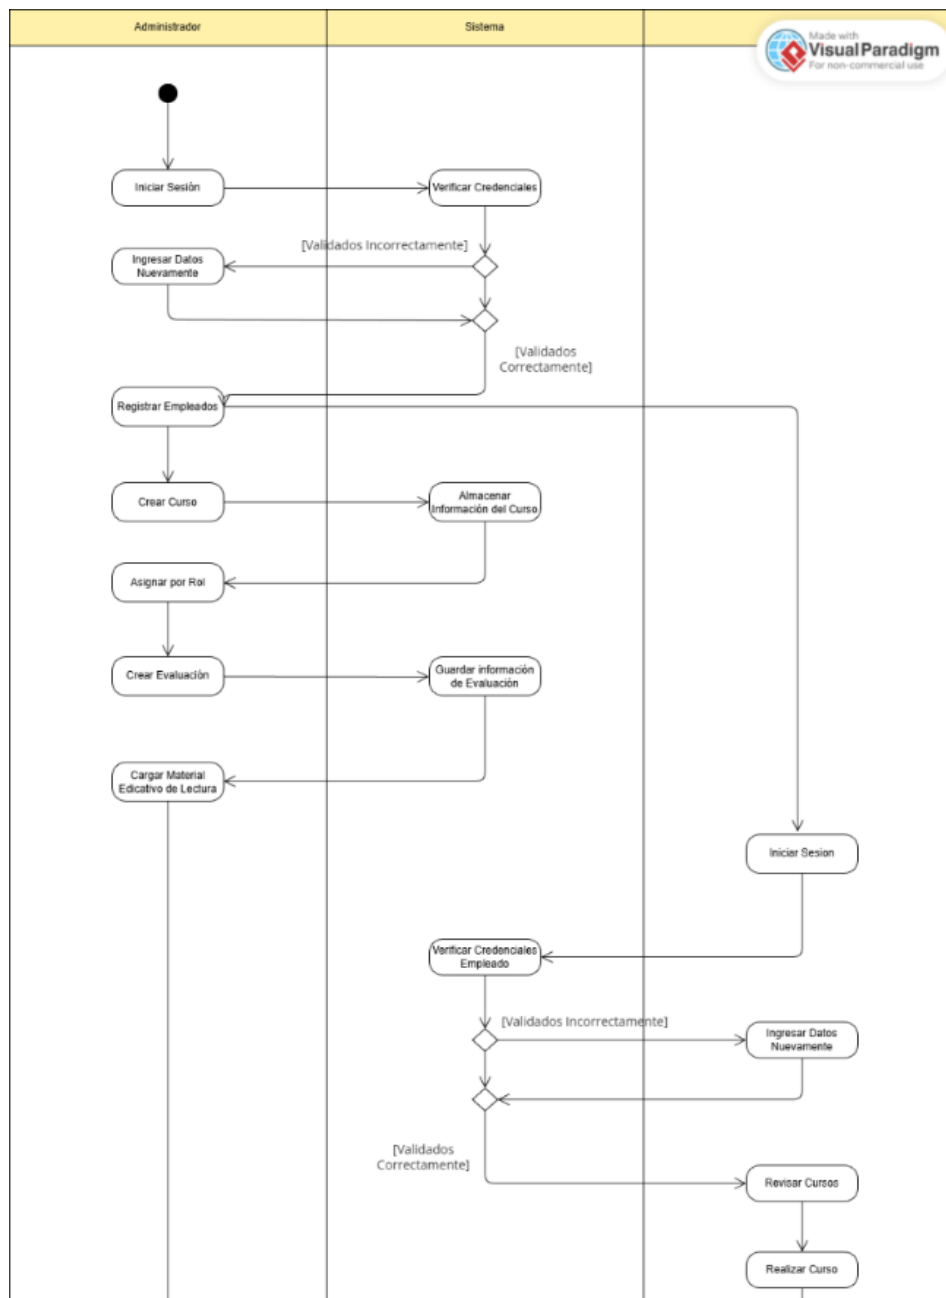 Administrador
Sistema
Made with
Visual Paradigm
For non-commercial use
Iniciar Sesión
Verificar Credenciales
[Validados Incorrectamente]
Ingresar Datos
Nuevamente
[Validados
Correctamente]
Registrar Empleados
Crear Curso
Almacenar
Información del Curso
Asignar por Rol
Crear Evaluación
Guardar información
de Evaluación
Cargar Material
Edicativo de Lectura
Iniciar Sesion
Verificar Credenciales
Empleado
[Validados Incorrectamente]
Ingresar Datos
Nuevamente
[Validados
Correctamente]
Revisar Cursos
Realizar Curso